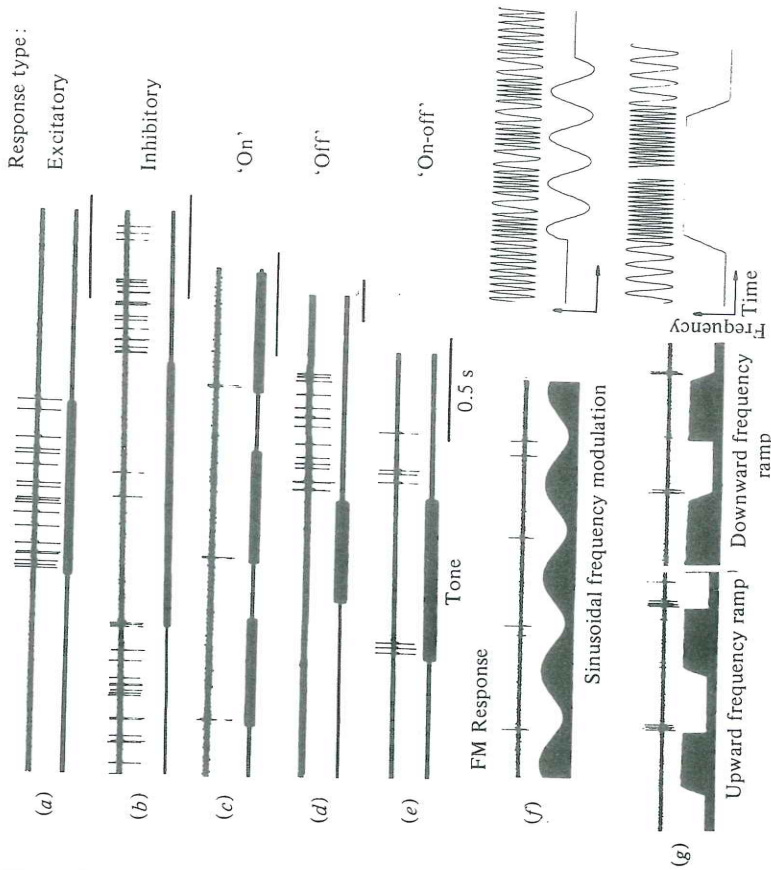 Response type:
(a)
Excitatory
(b)
Inhibitory
(c)
'On'
(d)
'Off'
(e)
'On-off'
Tone
0.5 s
FM Response
(f)
Sinusoidal frequency modulation
(g)
Upward frequency ramp
Downward frequency
ramp
Frequency
Time